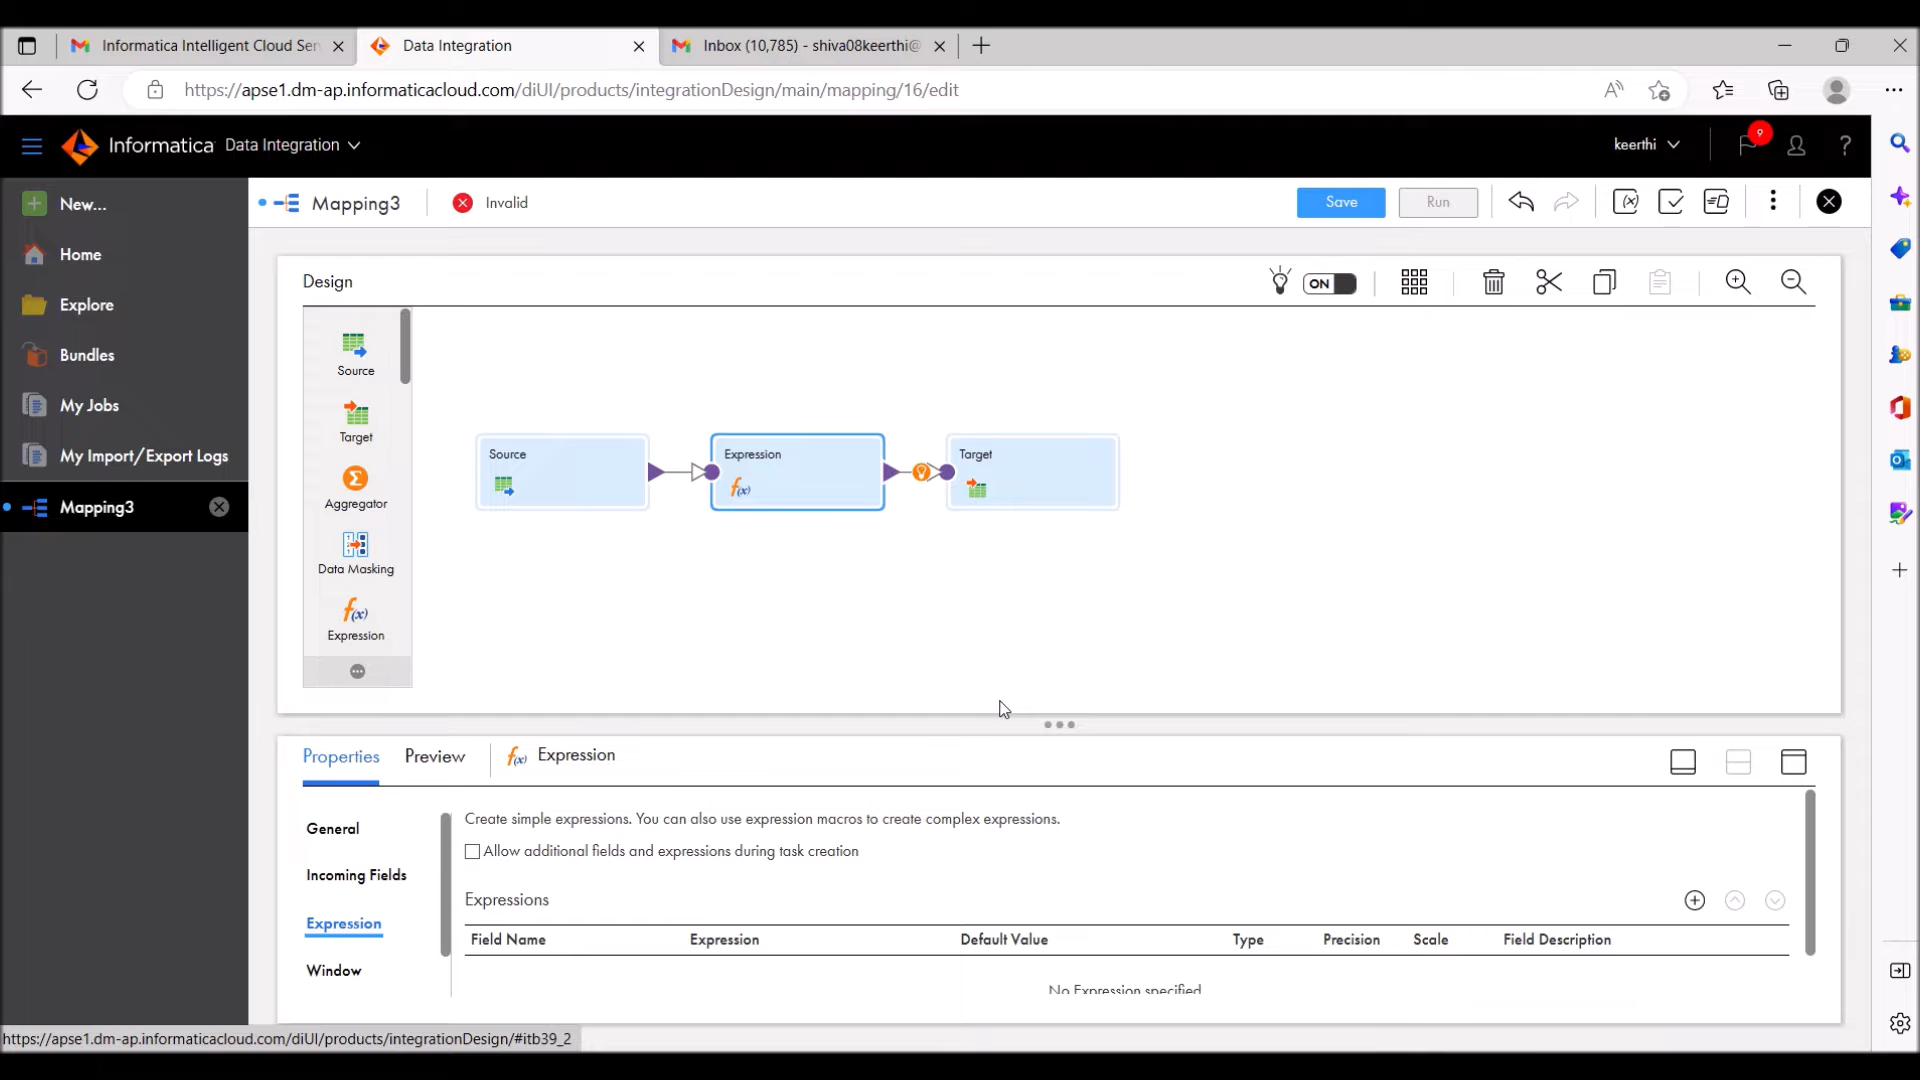 Informatica Intelligent Cloud Ser
Data Integration
Inbox (10,785) - shiva08keerthi@
https://apse1.dm-ap.informaticacloud.com/diUI/products/integrationDesign/main/mapping/16/edit
Informatica Data Integration
keerthi
9
?
New...
Home
Explore
Bundles
My Jobs
My Import/Export Logs
Mapping3
Mapping3
Invalid
Save
Run
Design
ON
Source
Target
Aggregator
Data Masking
Expression
Source
Expression
f(x)
Target
Properties
Preview
f(x) Expression
General
Incoming Fields
Expression
Window
Create simple expressions. You can also use expression macros to create complex expressions.
Allow additional fields and expressions during task creation
Expressions
Field Name Expression Default Value Type Precision Scale Field Description
No Expression specified
https://apse1.dm-ap.informaticacloud.com/diUI/products/integrationDesign/#itb39_2